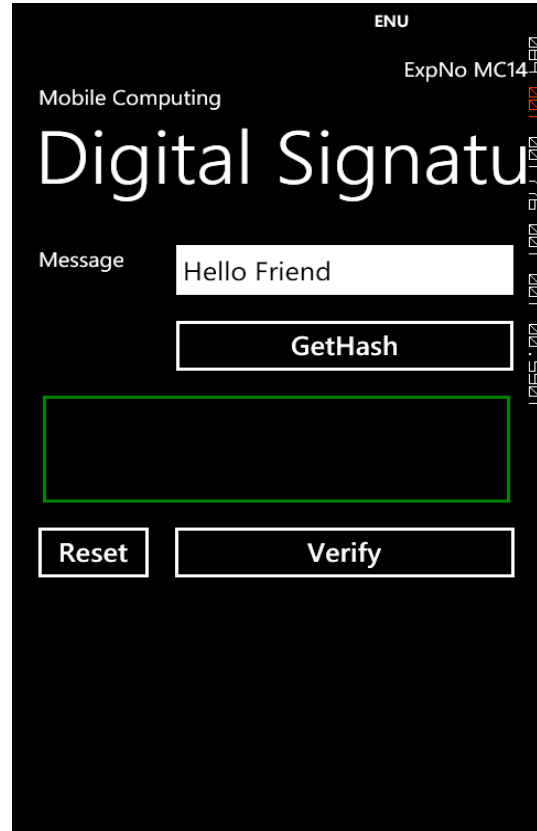 ENU
ExpNo MC14
Mobile Computing
Digital Signatu
Message
Hello Friend
GetHash
Reset
Verify